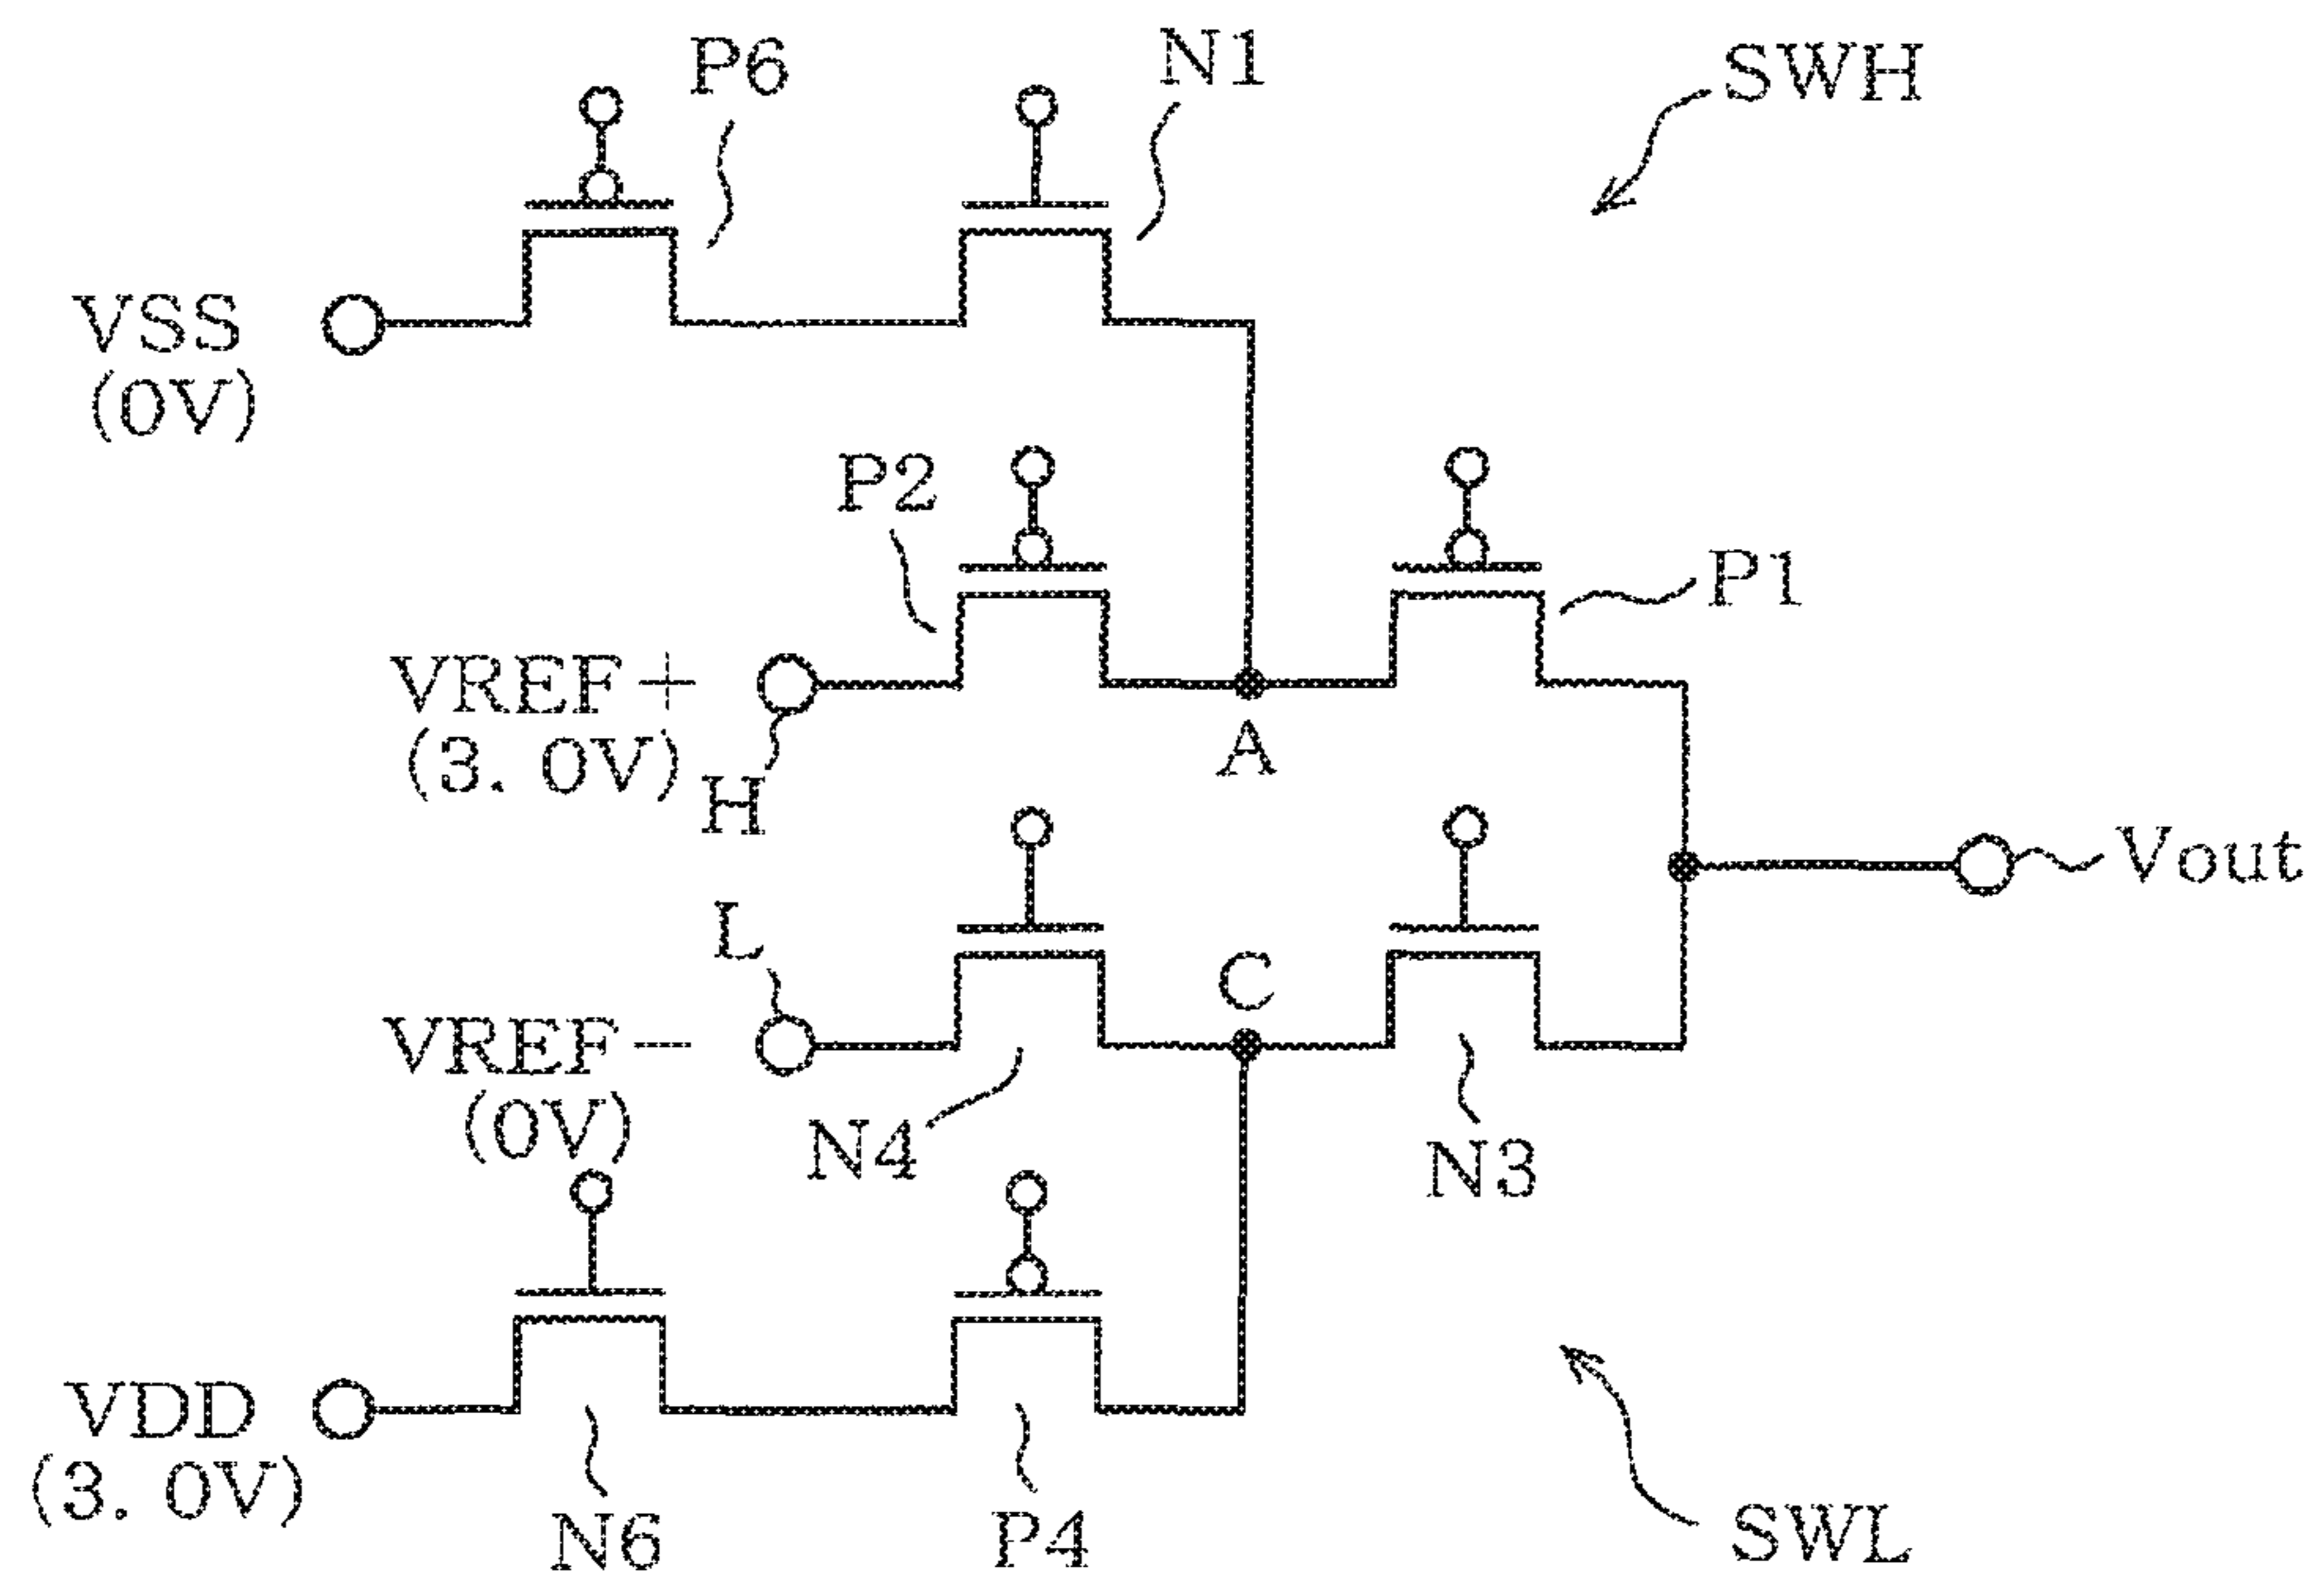 P6
N1
SWH
VSS
(0V)
P2
P1
VREF+
(3. 0V)
H
A
Vout
L
C
VREF−
(0V)
N4
N3
VDD
(3. 0V)
N6
P4
SWL